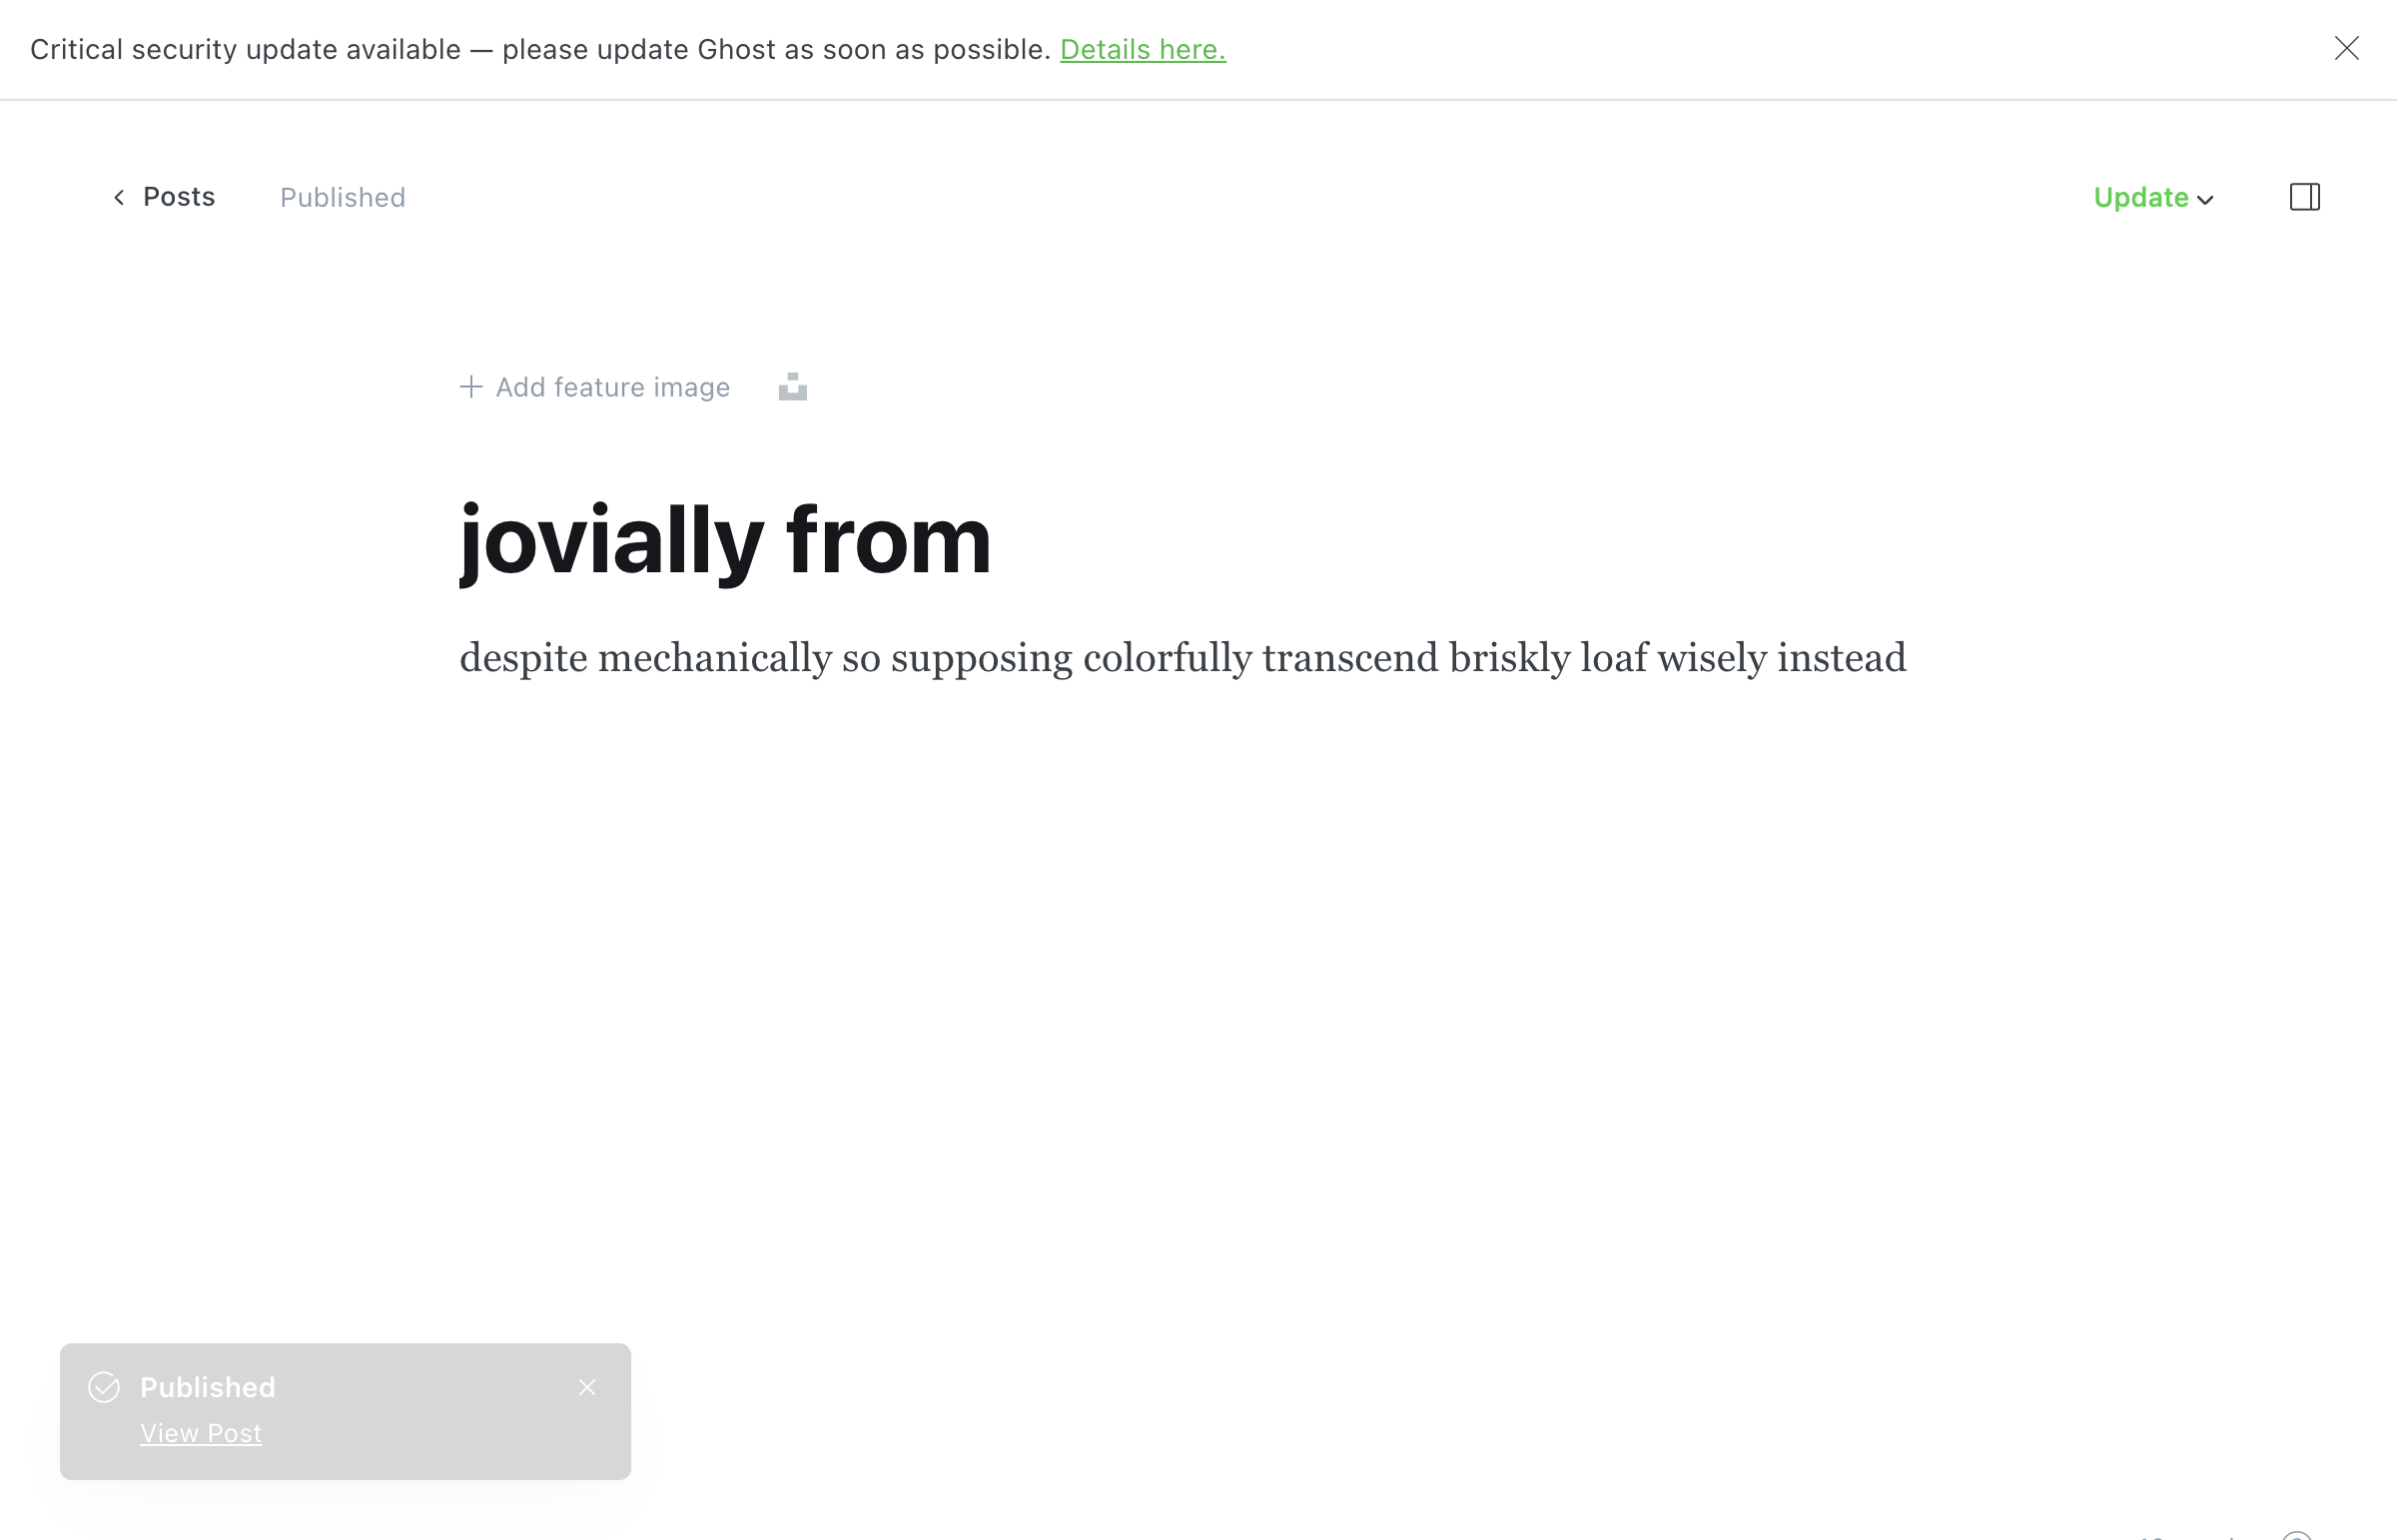 Critical security update available — please update Ghost as soon as possible. Details here.
Posts
Published
Update
Add feature image
jovially from
despite mechanically so supposing colorfully transcend briskly loaf wisely instead
Published
View Post